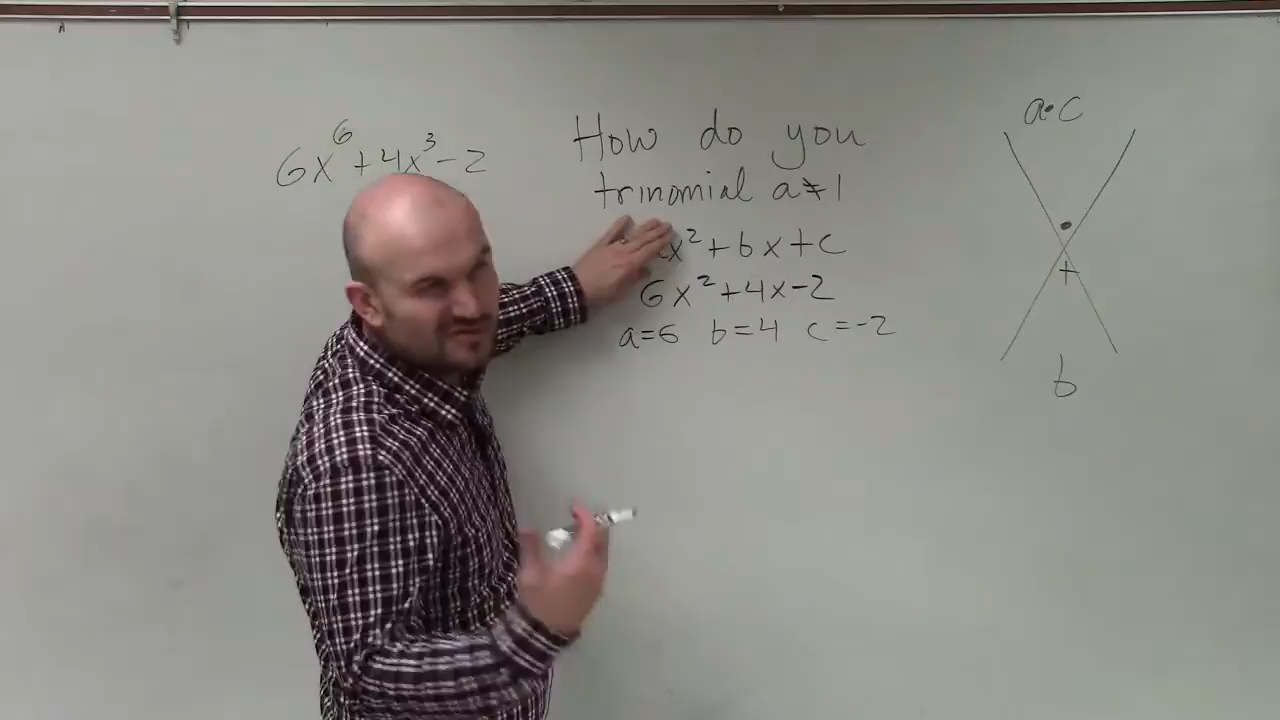 6x⁶+4x³-2
How do you
trinomial a≠1
x²+bx+c
6x²+4x-2
a=6 b=4 c=-2
a•c
•
+
b